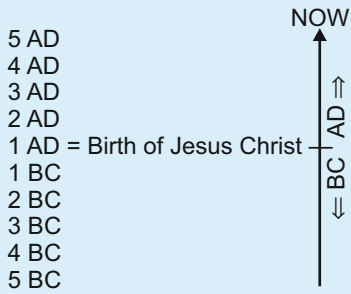 NOW
5 AD
4 AD
3 AD
2 AD
1 AD = Birth of Jesus Christ
1 BC
2 BC
3 BC
4 BC
5 BC
AD ⇒
⇐ BC